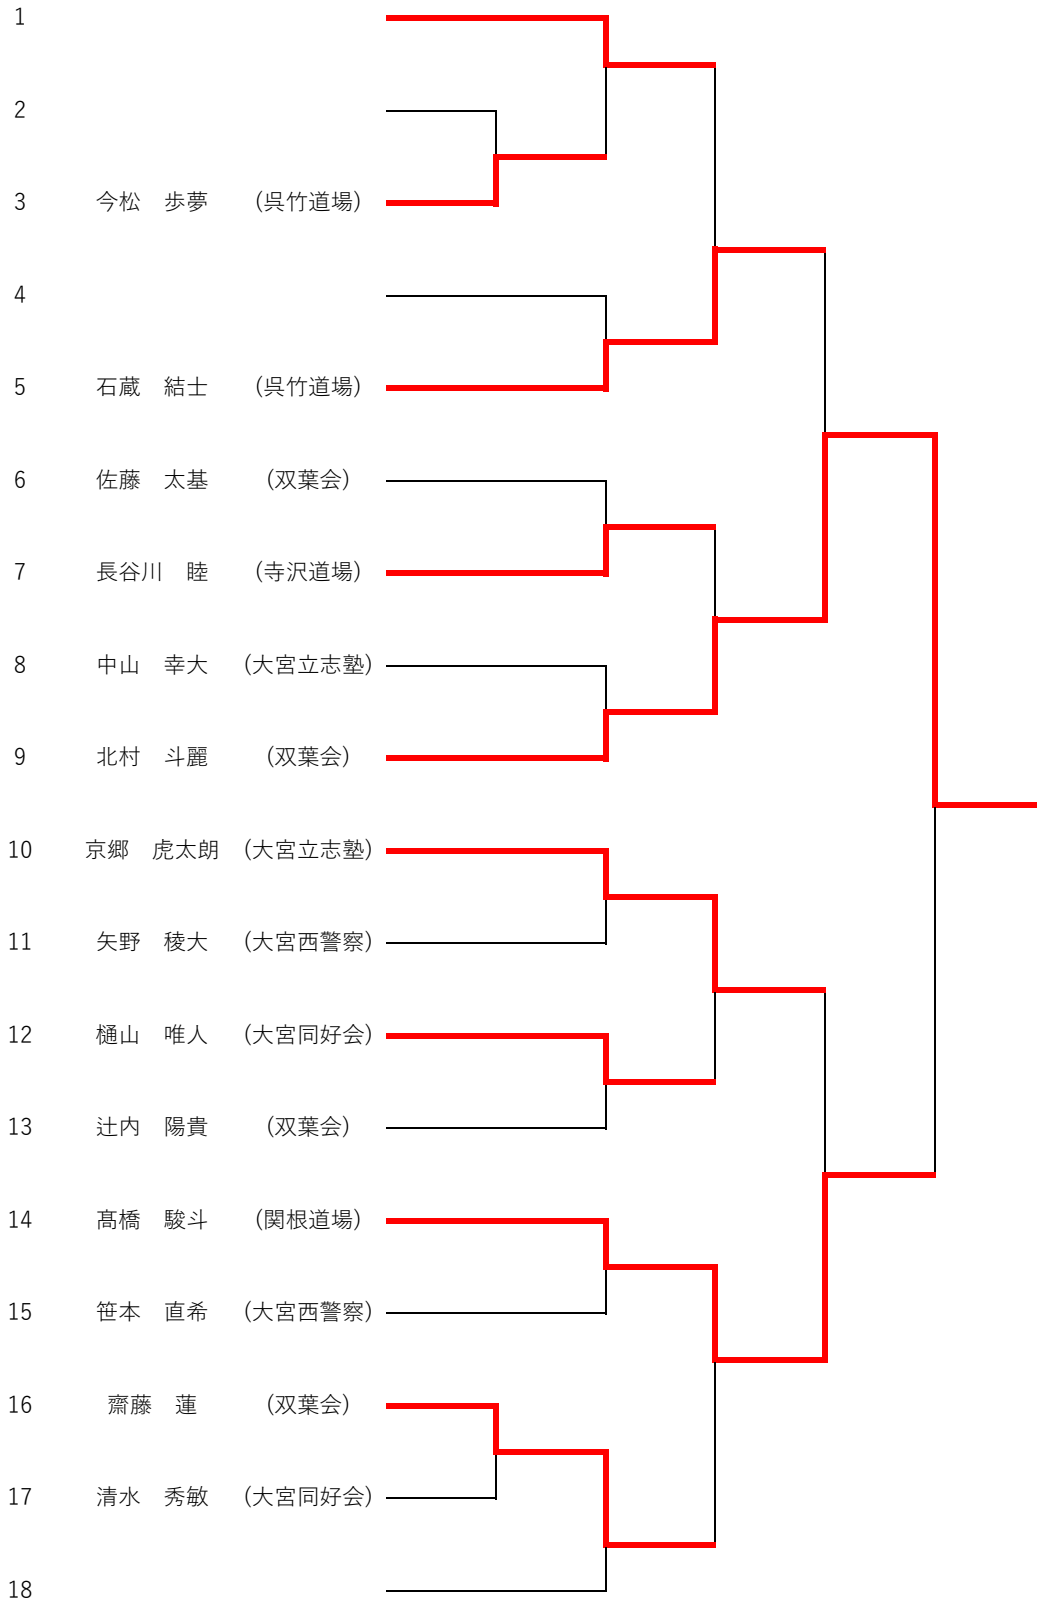 1
2
3 今松　歩夢 (呉竹道場)
4
5 石蔵　結士 (呉竹道場)
6 佐藤　太基 (双葉会)
7 長谷川　睦 (寺沢道場)
8 中山　幸大 (大宮立志塾)
9 北村　斗麗 (双葉会)
10 京郷　虎太朗 (大宮立志塾)
11 矢野　稜大 (大宮西警察)
12 樋山　唯人 (大宮同好会)
13 辻内　陽貴 (双葉会)
14 髙橋　駿斗 (関根道場)
15 笹本　直希 (大宮西警察)
16 齋藤　蓮 (双葉会)
17 清水　秀敏 (大宮同好会)
18